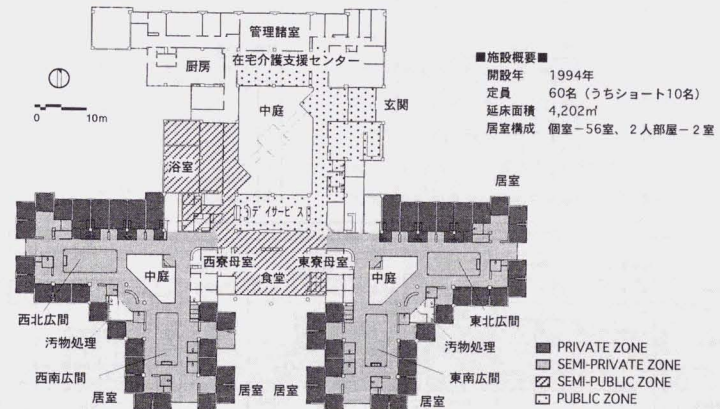 管理諸室
在宅介護支援センター
厨房
中庭
玄関
0 10m
浴室
デイサービス
■施設概要■
開設年 1994年
定員 60名（うちショート10名）
延床面積 4,202㎡
居室構成 個室－56室、2人部屋－2室
居室
西寮母室
東寮母室
食堂
中庭
中庭
西北広間
東北広間
汚物処理
汚物処理
西南広間
東南広間
居室
居室
居室
居室
PRIVATE ZONE
SEMI-PRIVATE ZONE
SEMI-PUBLIC ZONE
PUBLIC ZONE